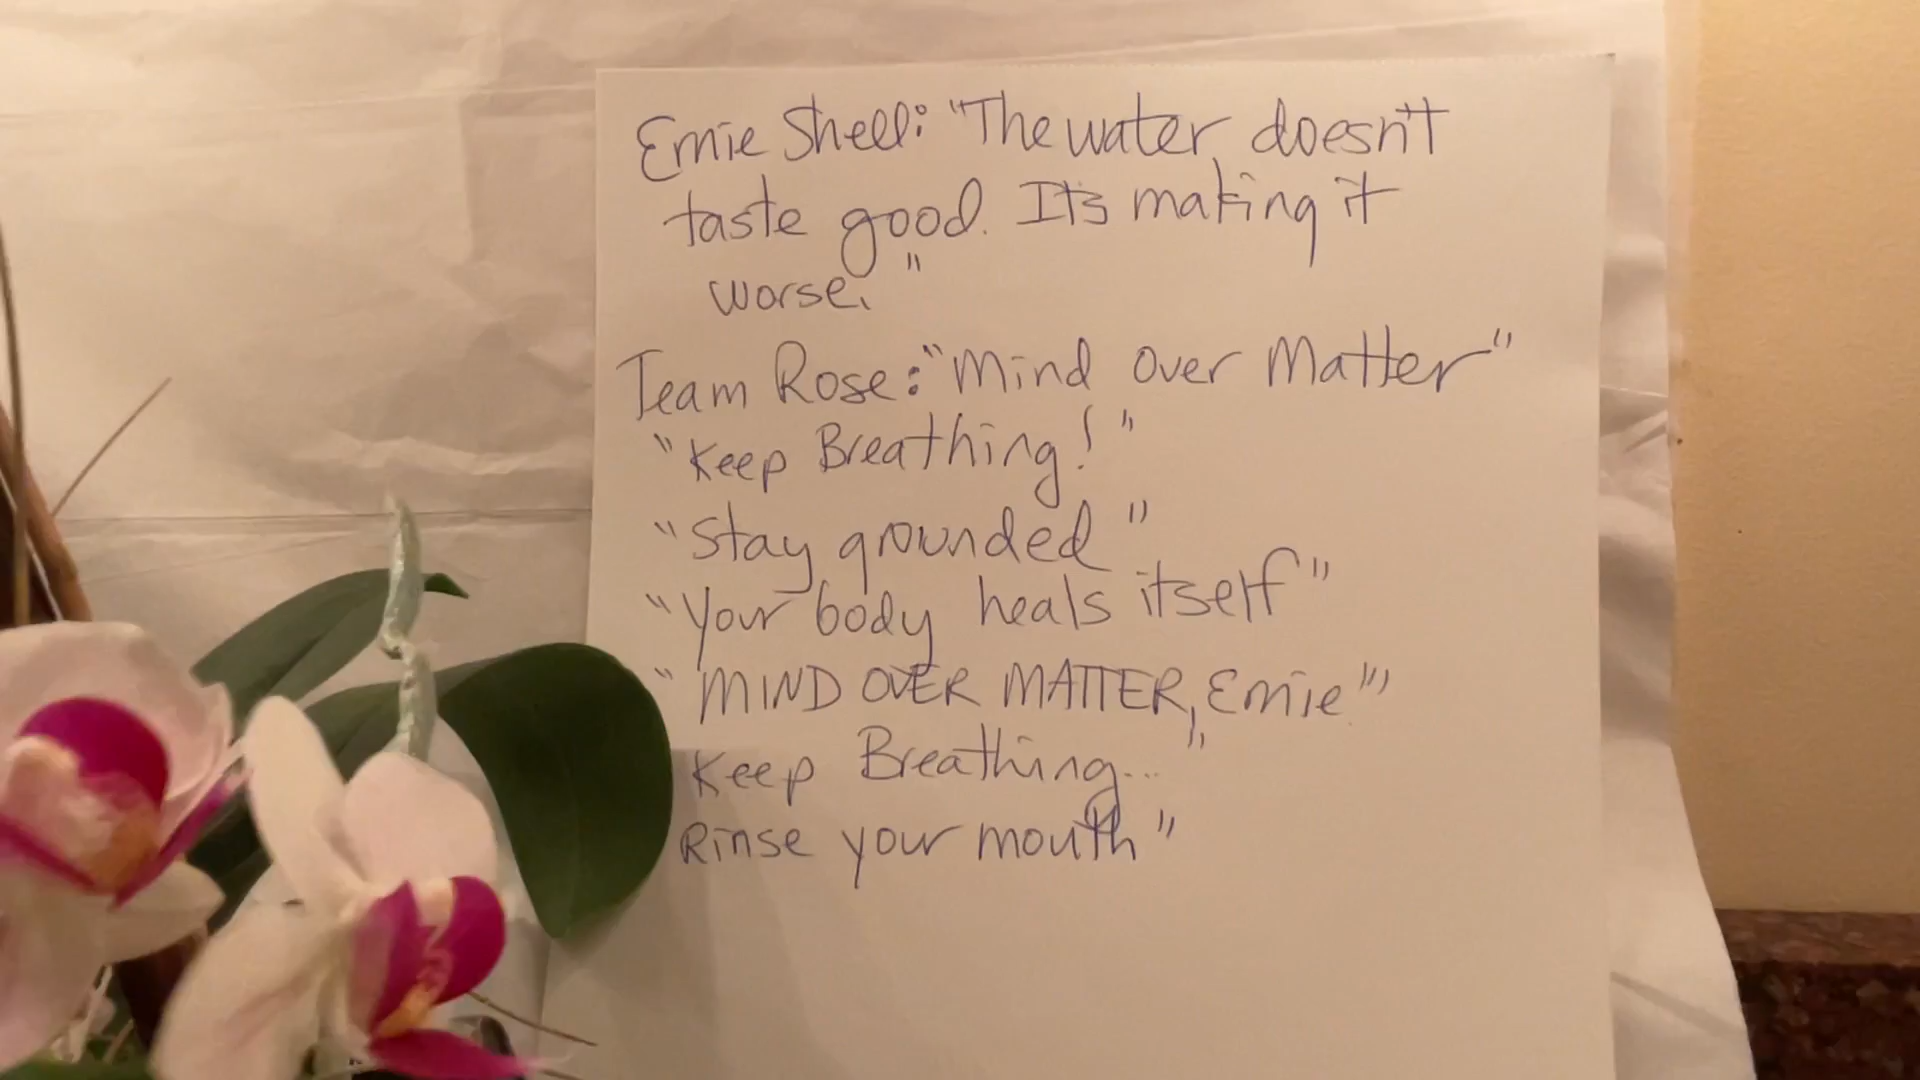 Ernie Shell: "The water, doesn't
taste good. It's making it
worse."
Team Rose: "Mind over Matter"
"Keep Breathing!"
"Stay grounded"
"Your body heals itself"
"MIND OVER MATTER, Ernie"'
Keep Breathing..."
Rinse your mouth"